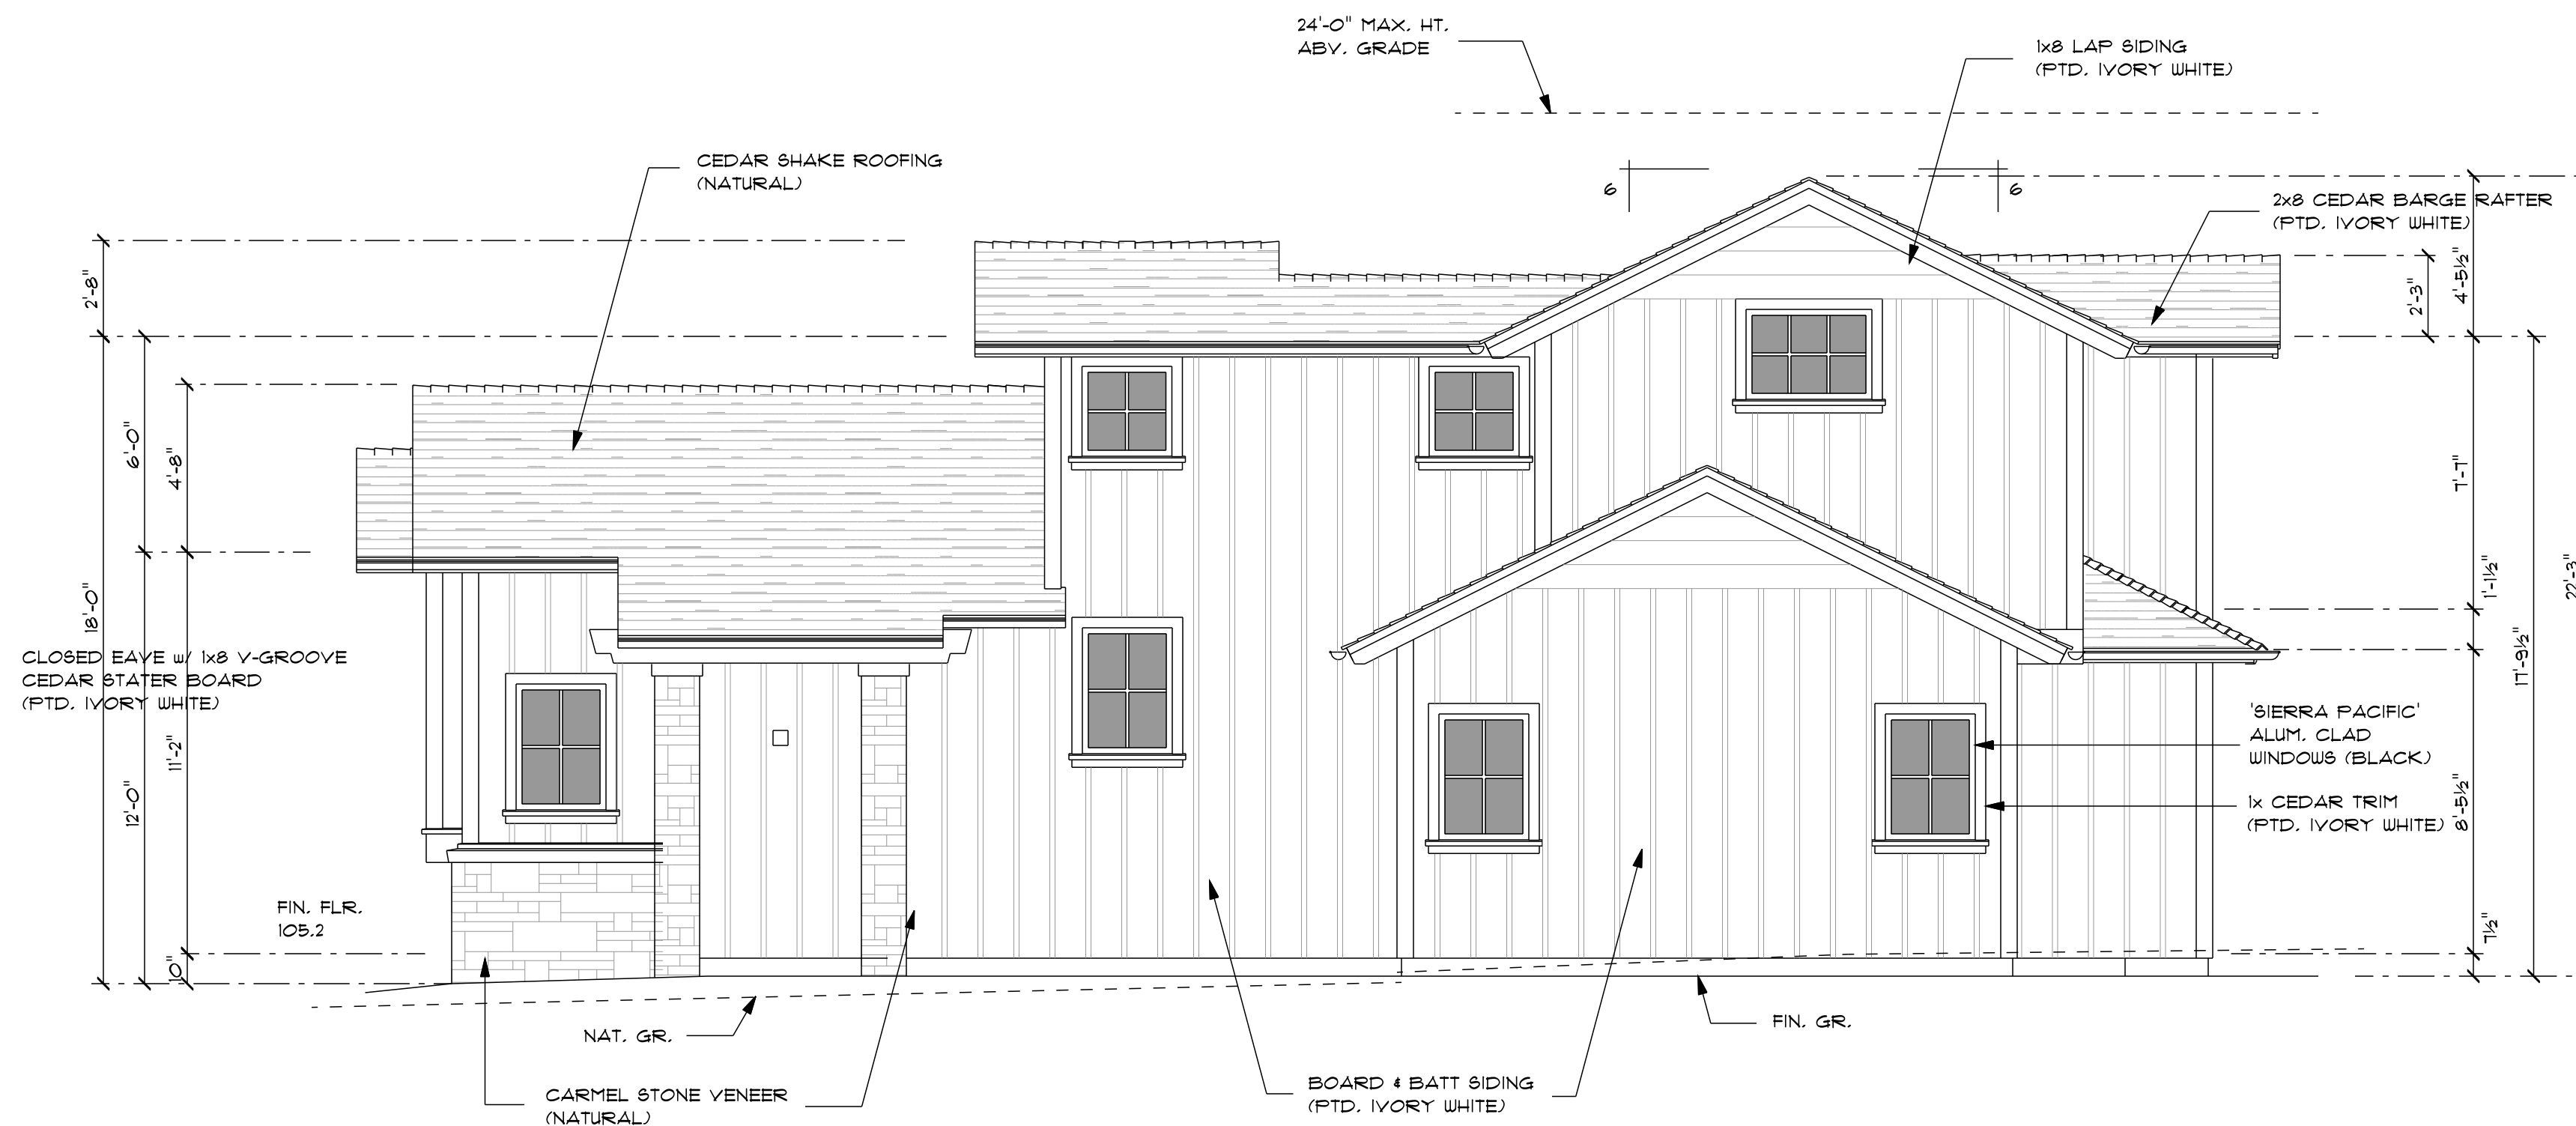 24'-0" MAX. HT.
ABV. GRADE
1x8 LAP SIDING
(PTD. IVORY WHITE)
CEDAR SHAKE ROOFING
(NATURAL)
6
6
2x8 CEDAR BARGE RAFTER
(PTD. IVORY WHITE)
2'-8"
6'-0"
4'-8"
18'-0"
2'-3"
4'-5½"
7'-7"
1'-1½"
22'-3"
17'-9½"
CLOSED EAVE w/ 1x8 V-GROOVE
CEDAR STATER BOARD
(PTD. IVORY WHITE)
11'-2"
12'-0"
'SIERRA PACIFIC'
ALUM. CLAD
WINDOWS (BLACK)
1x CEDAR TRIM
(PTD. IVORY WHITE)
8'-5½"
FIN. FLR.
105.2
10"
7½"
NAT. GR.
FIN. GR.
CARMEL STONE VENEER
(NATURAL)
BOARD & BATT SIDING
(PTD. IVORY WHITE)